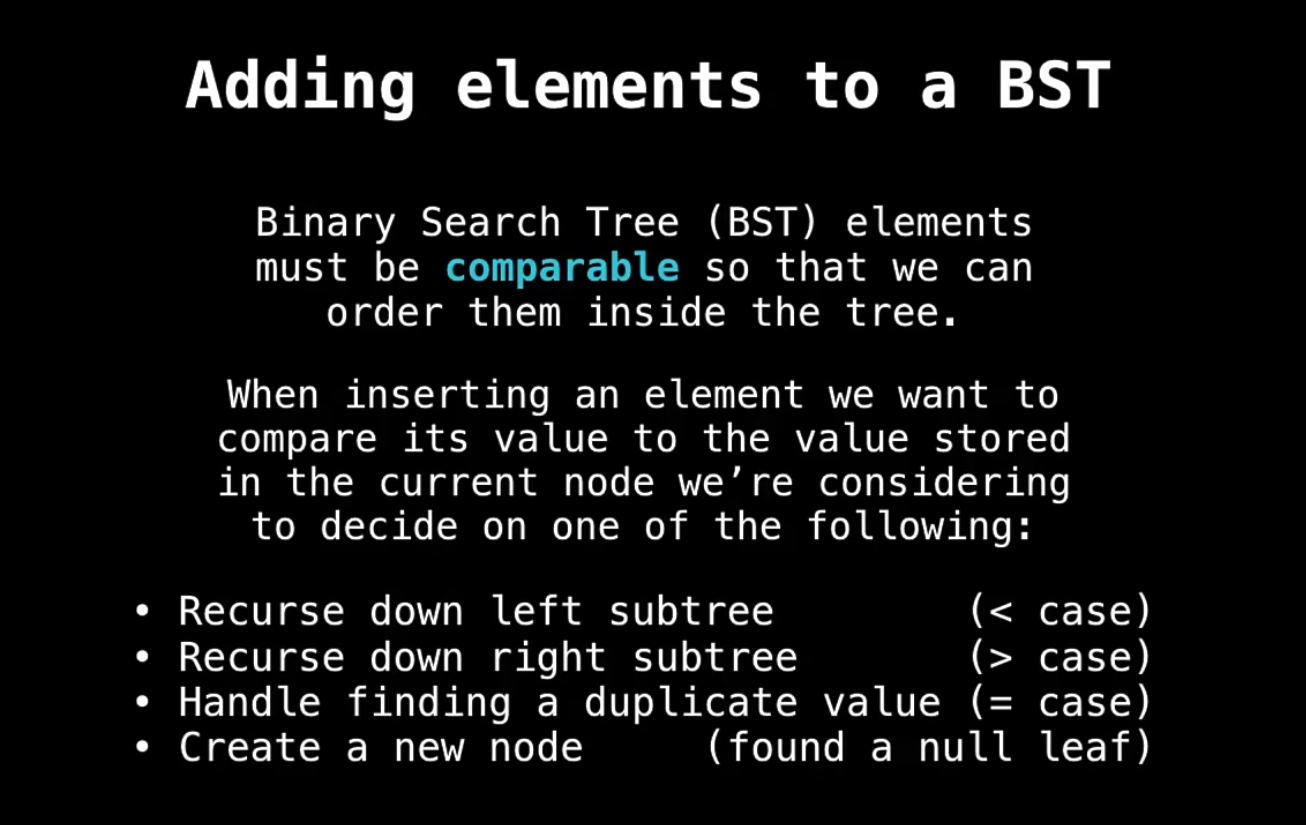 Adding elements to a BST
Binary Search Tree (BST) elements
must be comparable so that we can
order them inside the tree.
When inserting an element we want to
compare its value to the value stored
in the current node we’re considering
to decide on one of the following:
• Recurse down left subtree (< case)
• Recurse down right subtree (> case)
• Handle finding a duplicate value (= case)
• Create a new node (found a null leaf)